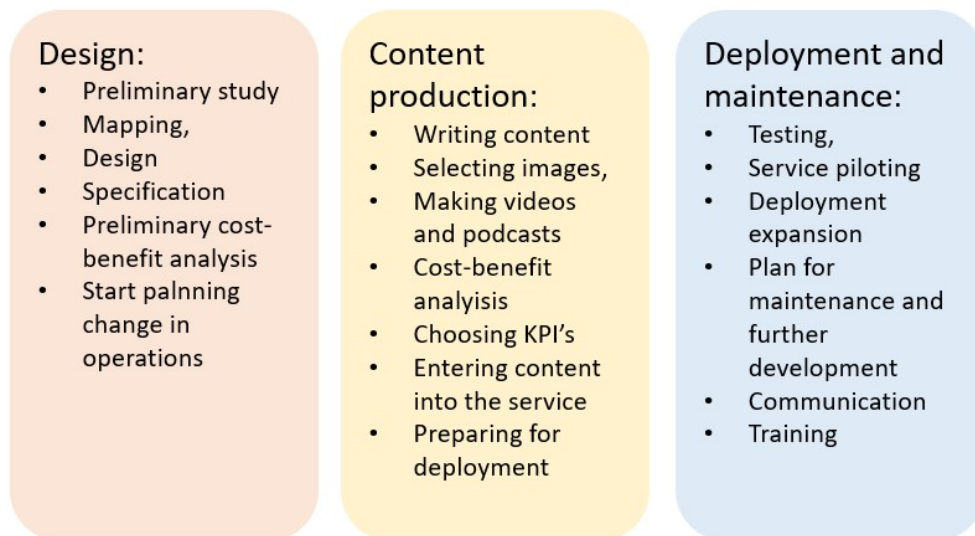 Design:
• Preliminary study
• Mapping,
• Design
• Specification
• Preliminary cost-
benefit analysis
• Start palnning
change in
operations
Content
production:
• Writing content
• Selecting images,
• Making videos
and podcasts
• Cost-benefit
analyisis
• Choosing KPI’s
• Entering content
into the service
• Preparing for
deployment
Deployment and
maintenance:
• Testing,
• Service piloting
• Deployment
expansion
• Plan for
maintenance and
further
development
• Communication
• Training